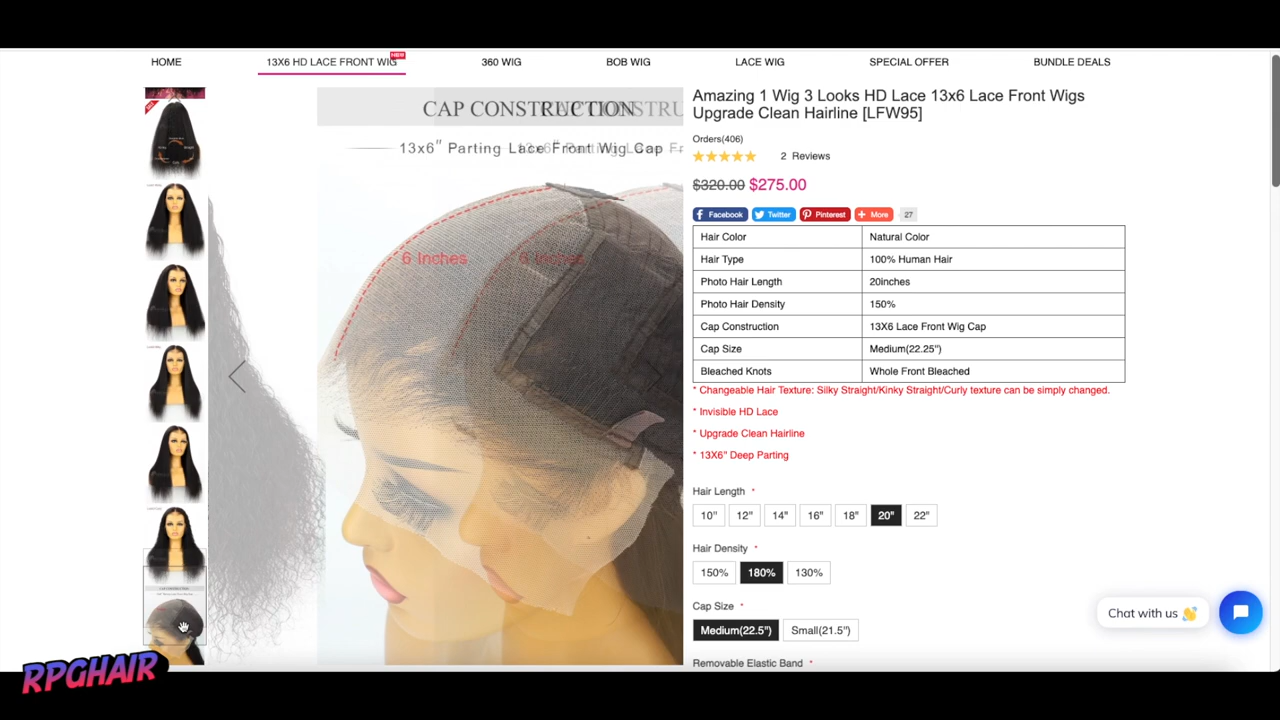 HOME
13X6 HD LACE FRONT WIG
NEW
360 WIG
BOB WIG
LACE WIG
SPECIAL OFFER
BUNDLE DEALS
CAP CONSTRUCTION
13x6" Parting Lace Front Wig Cap
6 Inches
6 Inches
Amazing 1 Wig 3 Looks HD Lace 13x6 Lace Front Wigs
Upgrade Clean Hairline [LFW95]
Orders(406)
2 Reviews
$320.00 $275.00
Facebook
Twitter
Pinterest
More
27
Hair Color Natural Color
Hair Type 100% Human Hair
Photo Hair Length 20inches
Photo Hair Density 150%
Cap Construction 13X6 Lace Front Wig Cap
Cap Size Medium(22.25")
Bleached Knots Whole Front Bleached
* Changeable Hair Texture: Silky Straight/Kinky Straight/Curly texture can be simply changed.
* Invisible HD Lace
* Upgrade Clean Hairline
* 13X6" Deep Parting
Hair Length *
10" 12" 14" 16" 18" 20" 22"
Hair Density *
150% 180% 130%
Cap Size *
Medium(22.5") Small(21.5")
Removable Elastic Band *
Chat with us 👋
RPGHAIR